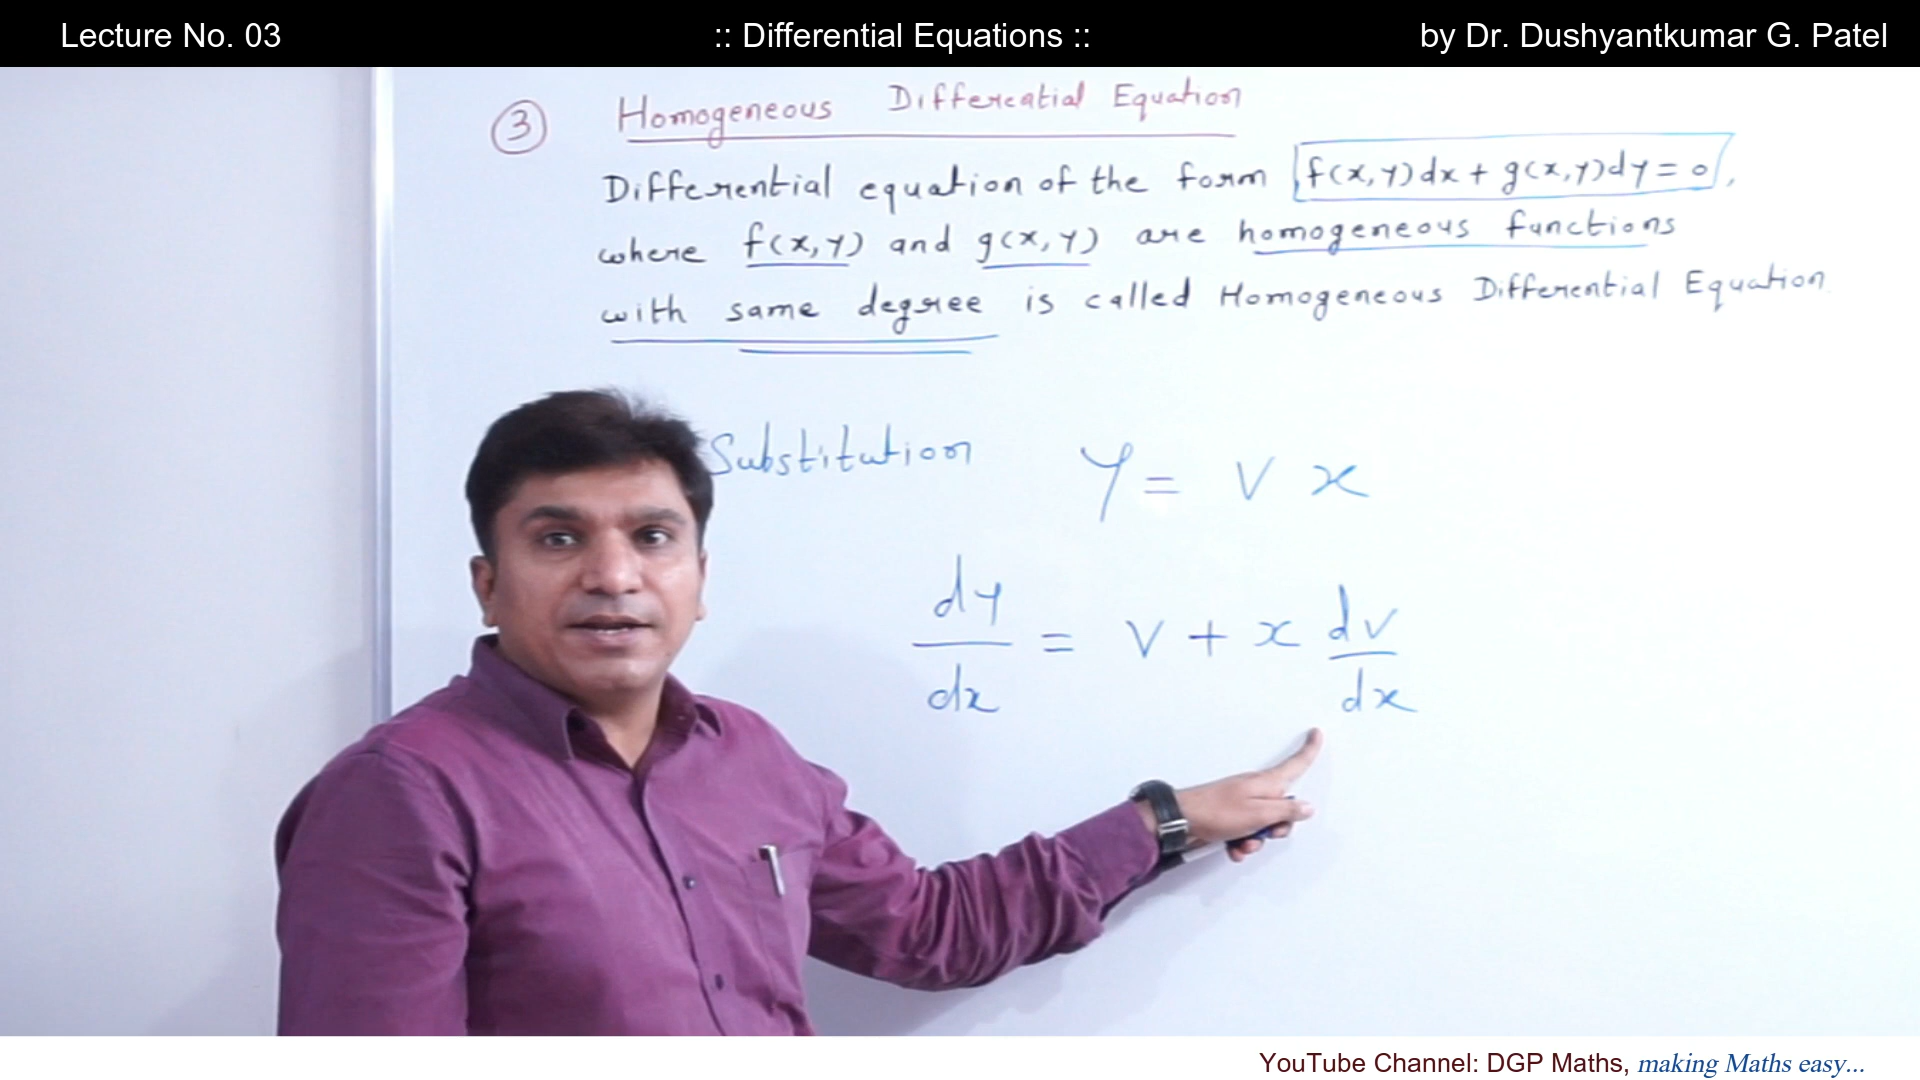 Lecture No. 03 :: Differential Equations :: by Dr. Dushyantkumar G. Patel
③ Homogeneous Differential Equation
Differential equation of the form f(x,y)dx + g(x,y)dy = 0,
where f(x,y) and g(x,y) are homogeneous functions
with same degree is called Homogeneous Differential Equation
Substitution y = v x
dy/dx = v + x dv/dx
YouTube Channel: DGP Maths, making Maths easy...